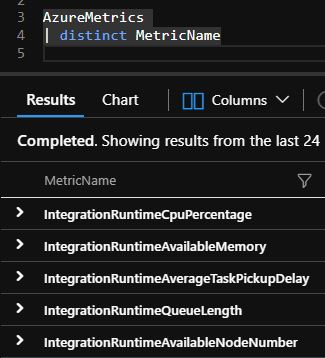 3 AzureMetrics
4 | distinct MetricName
5
Results Chart Columns
Completed. Showing results from the last 24
MetricName
IntegrationRuntimeCpuPercentage
IntegrationRuntimeAvailableMemory
IntegrationRuntimeAverageTaskPickupDelay
IntegrationRuntimeQueueLength
IntegrationRuntimeAvailableNodeNumber